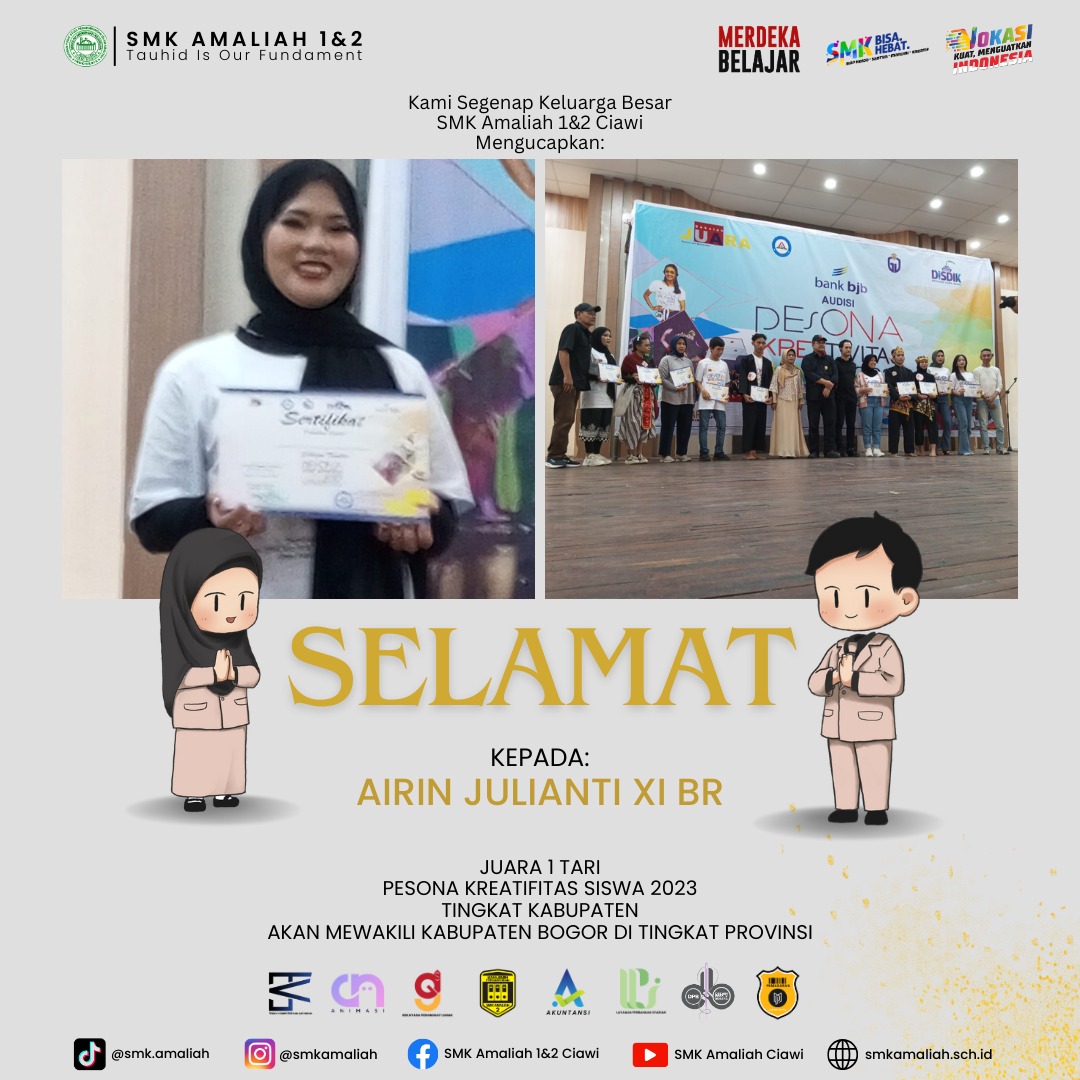 SMK AMALIAH 1&2
Tauhid Is Our Fundament
MERDEKA
BELAJAR
SMK BISA.
HEBAT.
VOKASI
KUAT, MENGUATKAN
INDONESIA
Kami Segenap Keluarga Besar
SMK Amaliah 1&2 Ciawi
Mengucapkan:
Sertifikat
JUARA
DISDIK
bank bjb
AUDISI
PESONA
KREATIVITA
SELAMAT
KEPADA:
AIRIN JULIANTI XI BR
JUARA 1 TARI
PESONA KREATIFITAS SISWA 2023
TINGKAT KABUPATEN
AKAN MEWAKILI KABUPATEN BOGOR DI TINGKAT PROVINSI
ANIMASI
AKUNTANSI
@smk.amaliah
@smkamaliah
SMK Amaliah 1&2 Ciawi
SMK Amaliah Ciawi
smkamaliah.sch.id